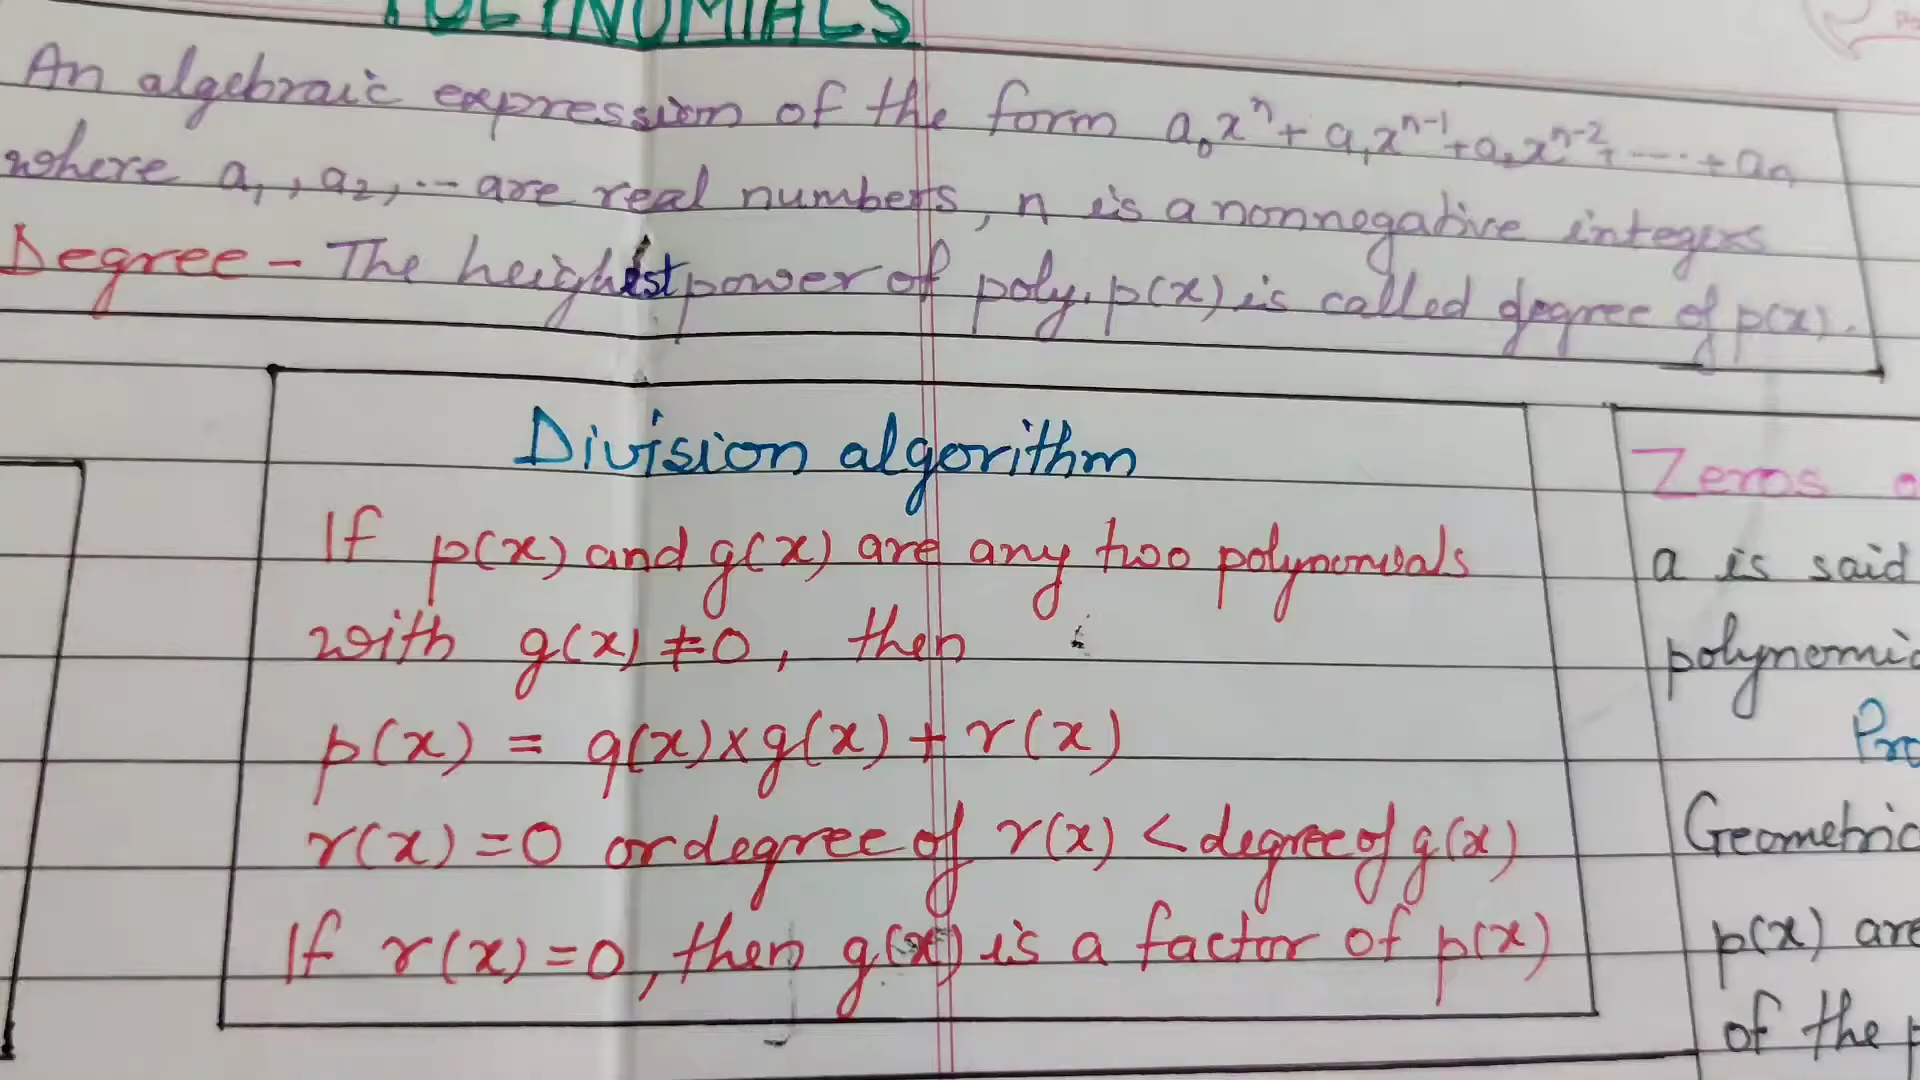 POLYNOMIALS
An algebraic expression of the form a₀xⁿ + a₁xⁿ⁻¹ + a₂xⁿ⁻² + ---- + aₙ
where a₁, a₂, -- are real numbers, n is a nonnegative integers
Degree - The heighest power of poly. p(x) is called degree of p(x).
Division algorithm
If p(x) and g(x) are any two polynomials
with g(x) ≠ 0, then
p(x) = q(x) × g(x) + r(x)
r(x) = 0 or degree of r(x) < degree of g(x)
If r(x) = 0, then g(x) is a factor of p(x)
Zeros
a is said
polynomi
Pro
Geometric
p(x) are
of the p